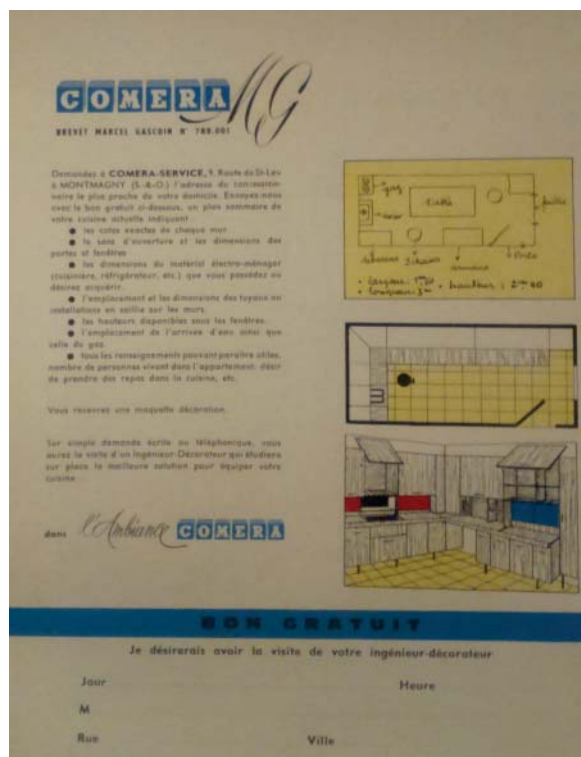 COMERA MG
BREVET MARCEL GASCOIN N° 788.001
Demandez à COMERA-SERVICE, 9, Route de St-Leu
à MONTMAGNY (S.-&-O.) l'adresse du concession-
naire le plus proche de votre domicile. Envoyez-nous
avec le bon gratuit ci-dessous, un plan sommaire de
votre cuisine actuelle indiquant :
● les cotes exactes de chaque mur.
● le sens d'ouverture et les dimensions des
portes et fenêtres
● les dimensions du matériel électro-ménager
(cuisinière, réfrigérateur, etc.) que vous possédez ou
désirez acquérir.
● l'emplacement et les dimensions des tuyaux ou
installations en saillie sur les murs.
● les hauteurs disponibles sous les fenêtres.
● l'emplacement de l'arrivée d'eau ainsi que
celle du gaz.
● tous les renseignements pouvant paraître utiles,
nombre de personnes vivant dans l'appartement, désir
de prendre des repas dans la cuisine, etc.
Vous recevrez une maquette décoration.
Sur simple demande écrite ou téléphonique, vous
aurez la visite d'un Ingénieur-Décorateur qui étudiera
sur place la meilleure solution pour équiper votre
cuisine
dans l'Ambiance COMERA
gaz
évier
Table
armoire
porte
largeur:
longueur: hauteur:
BON GRATUIT
Je désirerais avoir la visite de votre ingénieur-décorateur
Jour Heure
M
Rue Ville